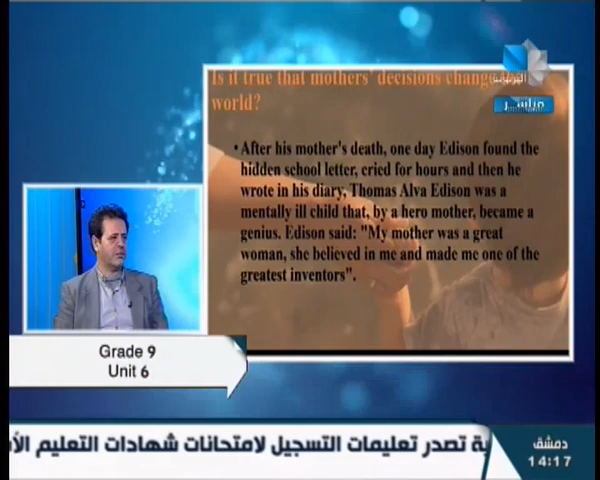 Is it true that mothers' decisions change
world?
• After his mother's death, one day Edison found the
hidden school letter, cried for hours and then he
wrote in his diary, Thomas Alva Edison was a
mentally ill child that, by a hero mother, became a
genius. Edison said: "My mother was a great
woman, she believed in me and made me one of the
greatest inventors".
مباشر
Grade 9
Unit 6
ية تصدر تعليمات التسجيل لامتحانات شهادات التعليم الأ
دمشق
14:17